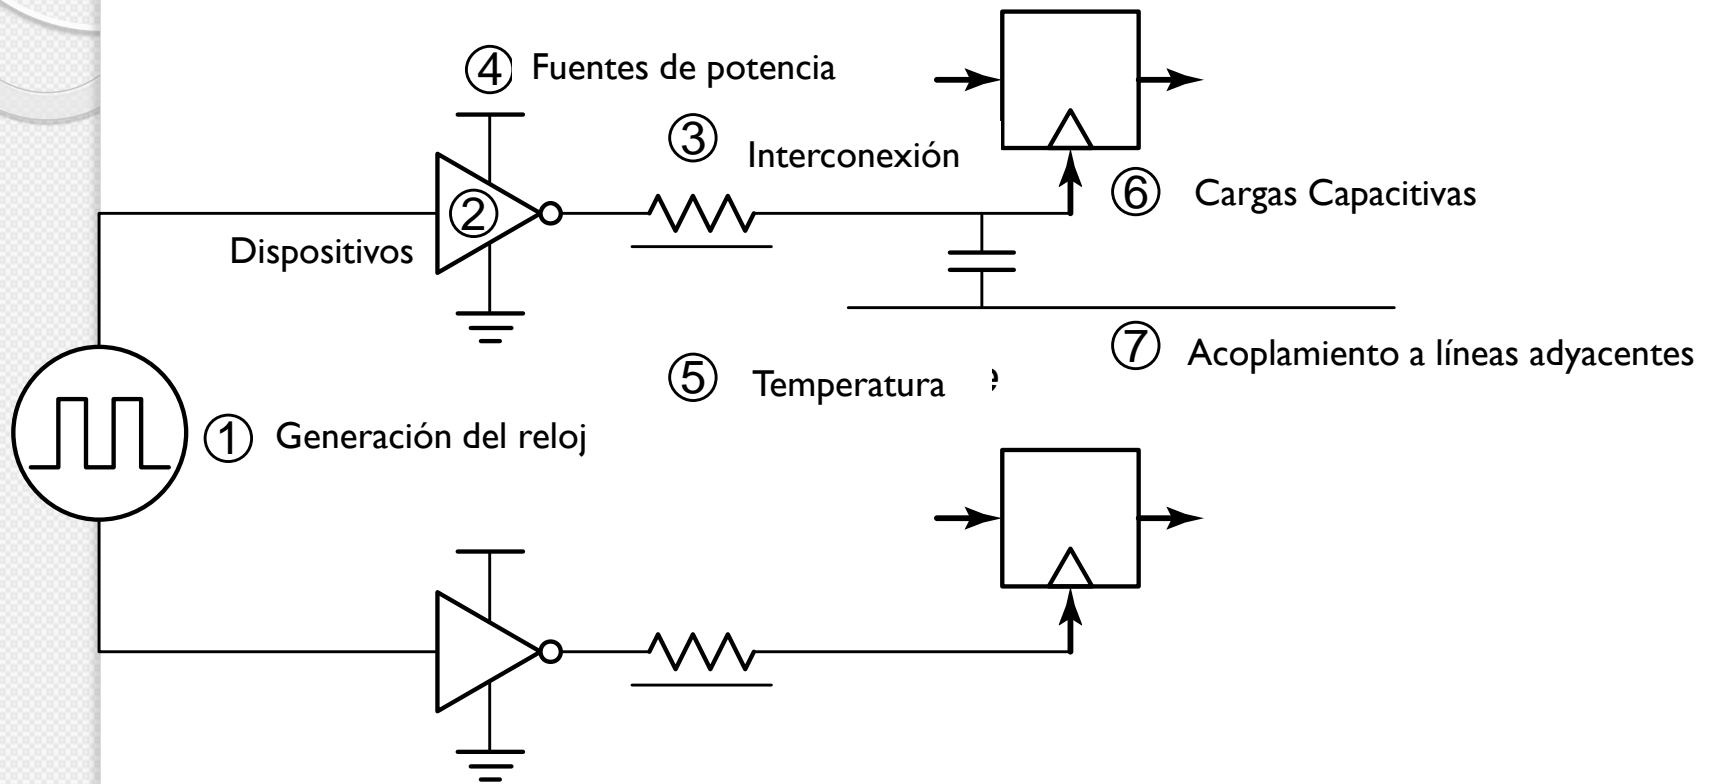 ④ Fuentes de potencia
③ Interconexión
② 
⑥ Cargas Capacitivas
Dispositivos
⑦ Acoplamiento a líneas adyacentes
⑤ Temperatura
① Generación del reloj